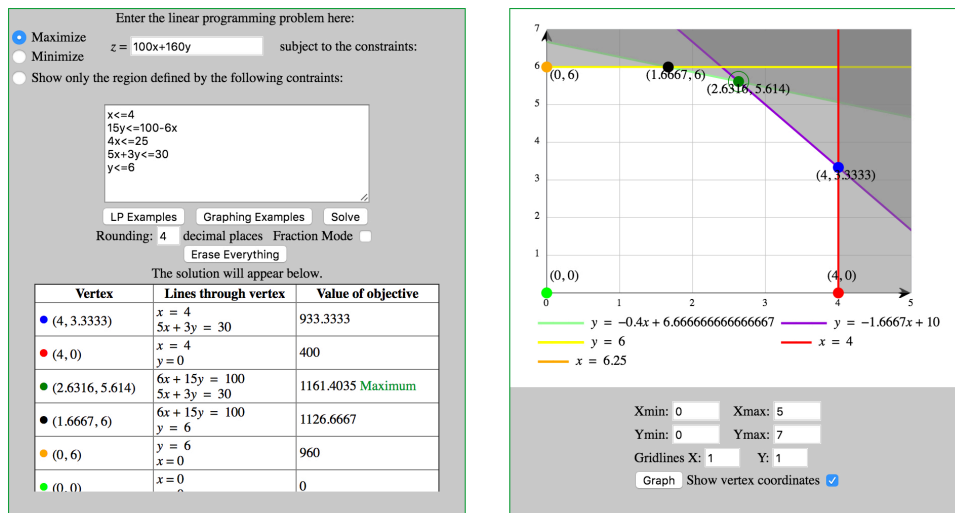 Enter the linear programming problem here:
Maximize
z = 100x+160y subject to the constraints:
Minimize
Show only the region defined by the following contraints:
x<=4
15y<=100-6x
4x<=25
5x+3y<=30
y<=6
LP Examples Graphing Examples Solve
Rounding: 4 decimal places Fraction Mode
Erase Everything
The solution will appear below.
Vertex Lines through vertex Value of objective
(4, 3.3333) x = 4 933.3333
5x + 3y = 30
(4, 0) x = 4 400
y = 0
(2.6316, 5.614) 6x + 15y = 100 1161.4035 Maximum
5x + 3y = 30
(1.6667, 6) 6x + 15y = 100 1126.6667
y = 6
(0, 6) y = 6 960
x = 0
(0, 0) x = 0 0
7
6
5
4
3
2
1
(0, 6)
(1.6667, 6)
(2.6316, 5.614)
(4, 3.3333)
(0, 0)
(4, 0)
0 1 2 3 4 5
y = −0.4x + 6.666666666666667 y = −1.6667x + 10
y = 6 x = 4
x = 6.25
Xmin: 0 Xmax: 5
Ymin: 0 Ymax: 7
Gridlines X: 1 Y: 1
Graph Show vertex coordinates